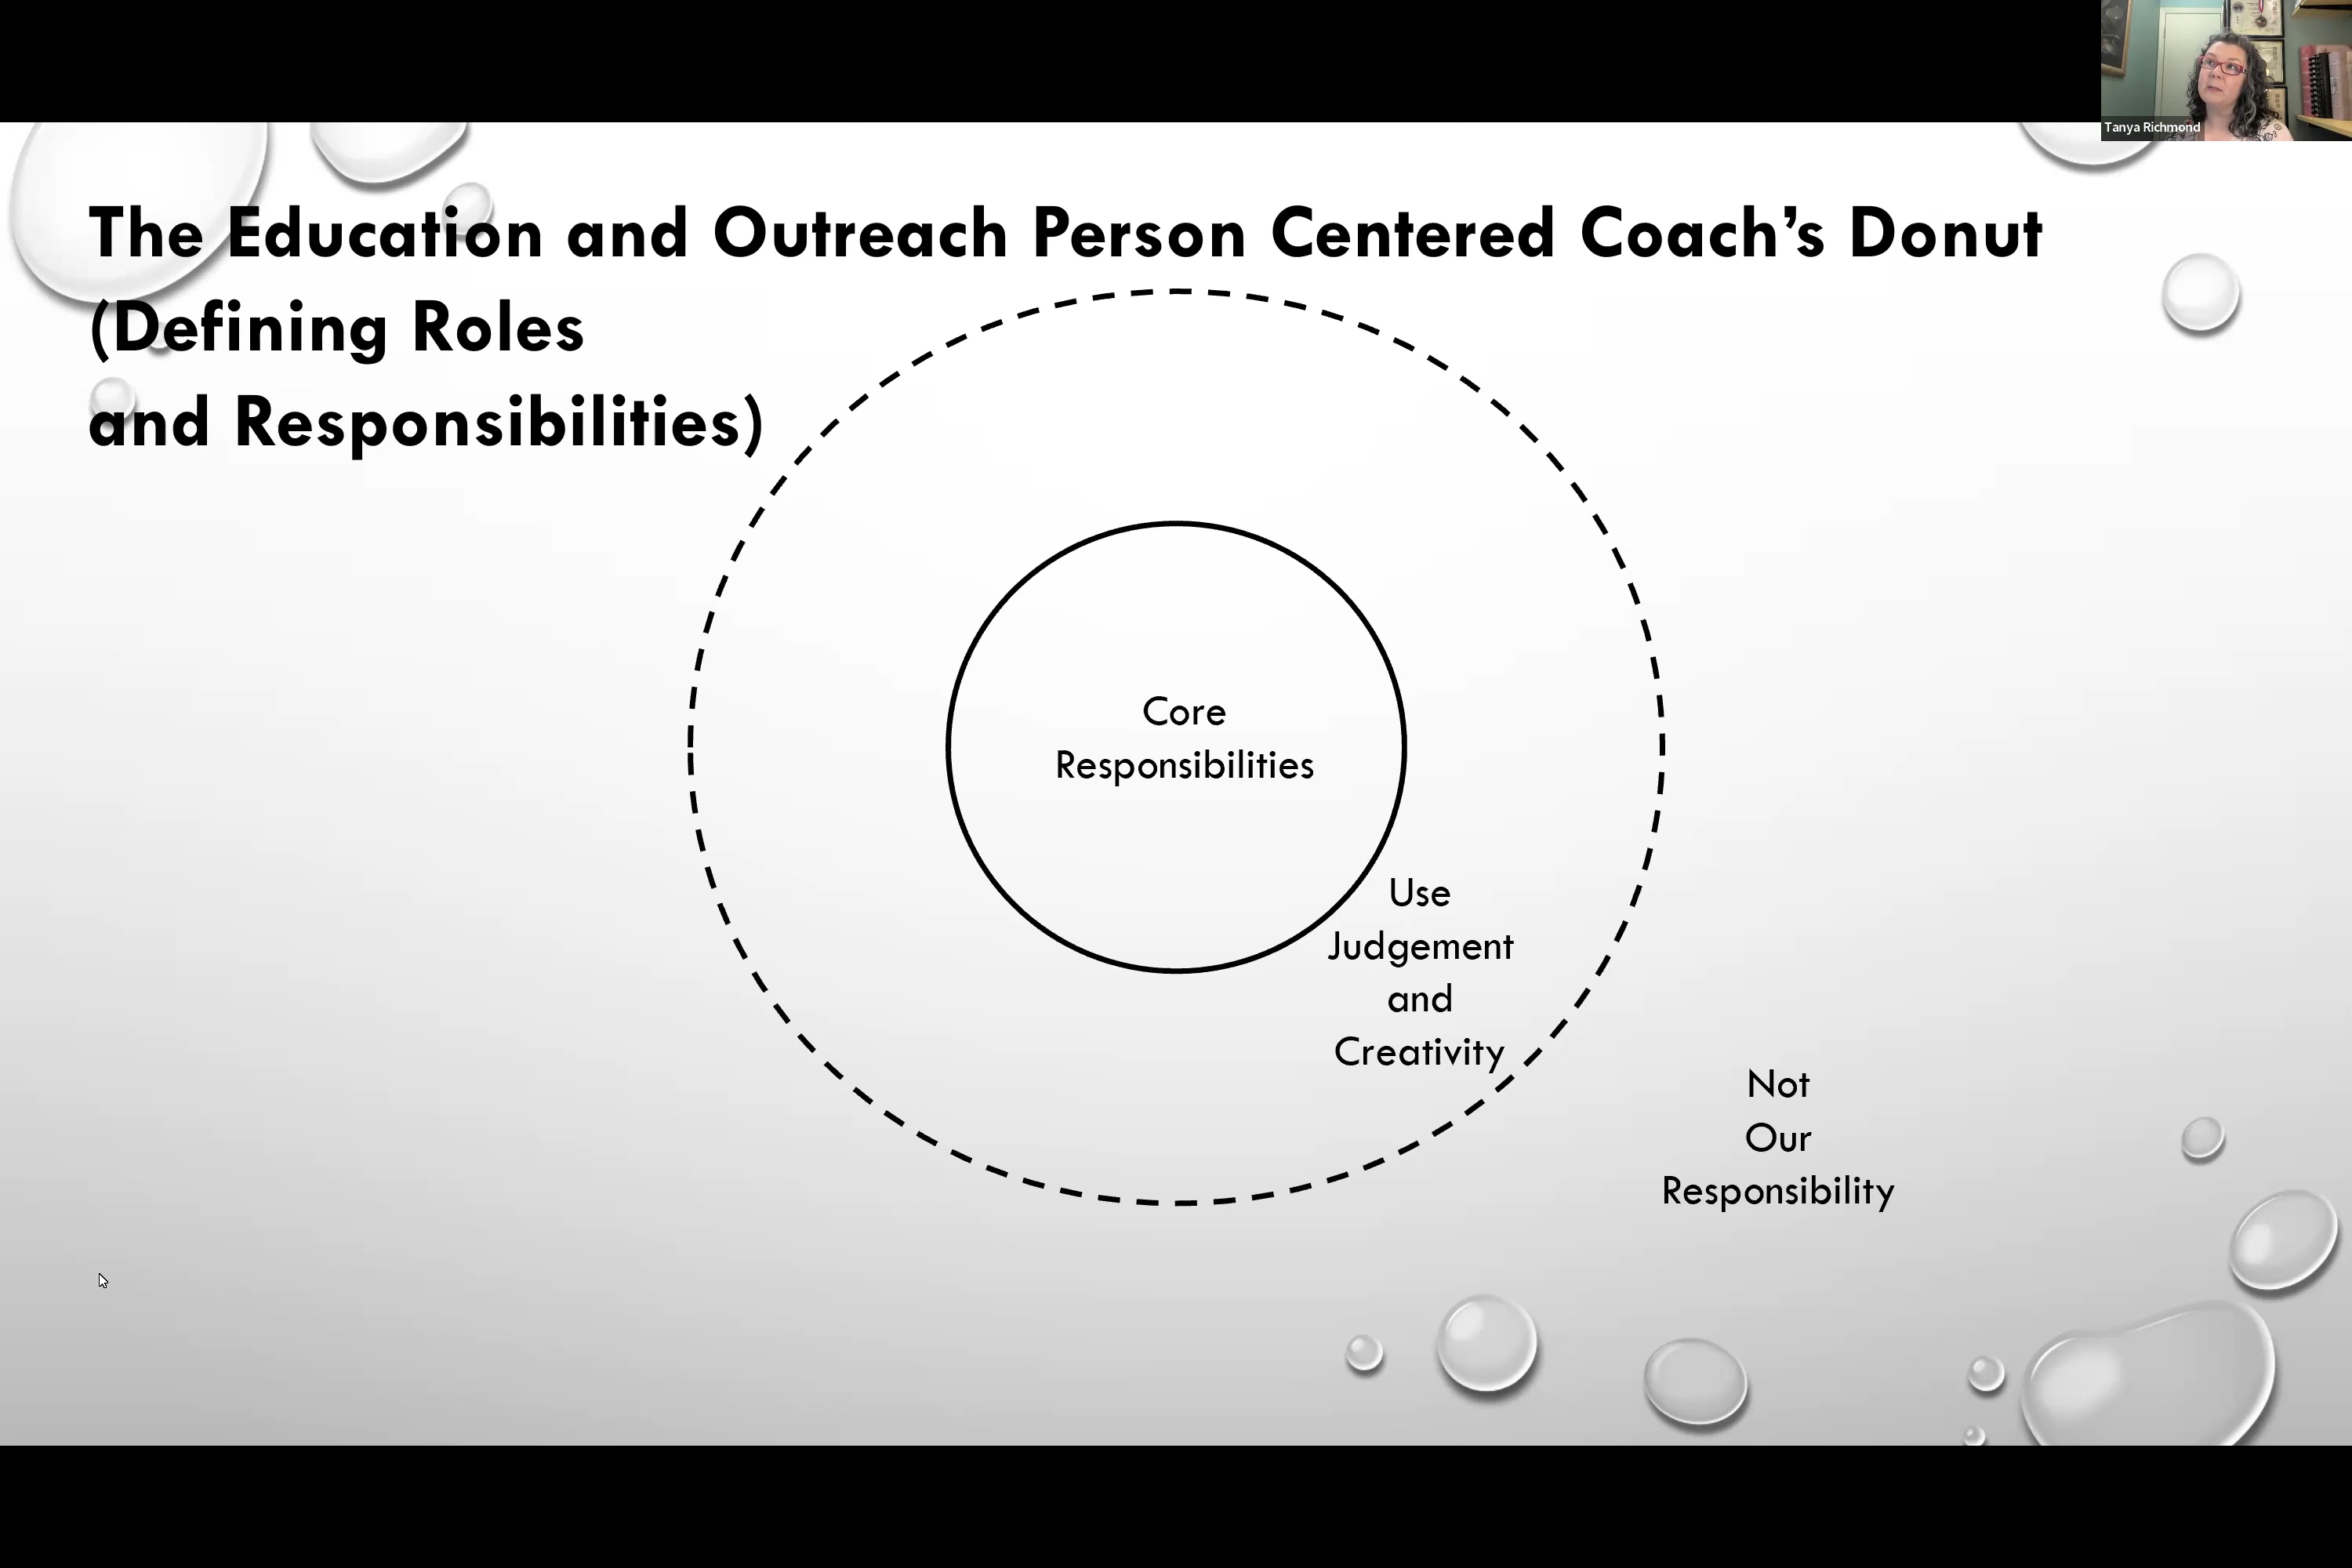 Tanya Richmond
The Education and Outreach Person Centered Coach’s Donut
(Defining Roles
and Responsibilities)
Core
Responsibilities
Use
Judgement
and
Creativity
Not
Our
Responsibility